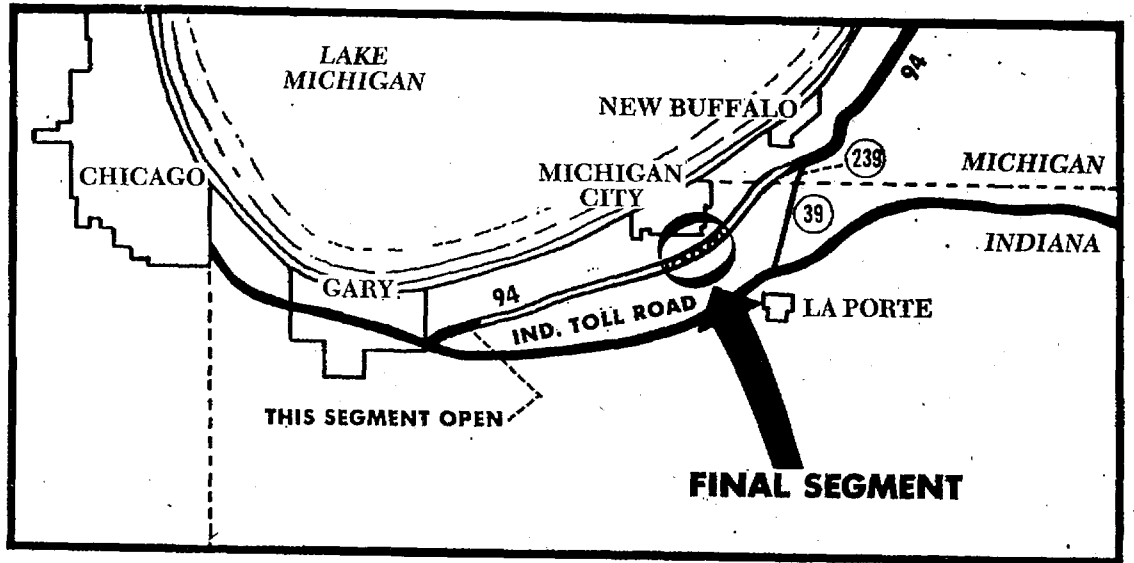 LAKE
MICHIGAN
94
NEW BUFFALO
CHICAGO
MICHIGAN
CITY
239
MICHIGAN
39
INDIANA
GARY
94
IND. TOLL ROAD
LA PORTE
THIS SEGMENT OPEN
FINAL SEGMENT